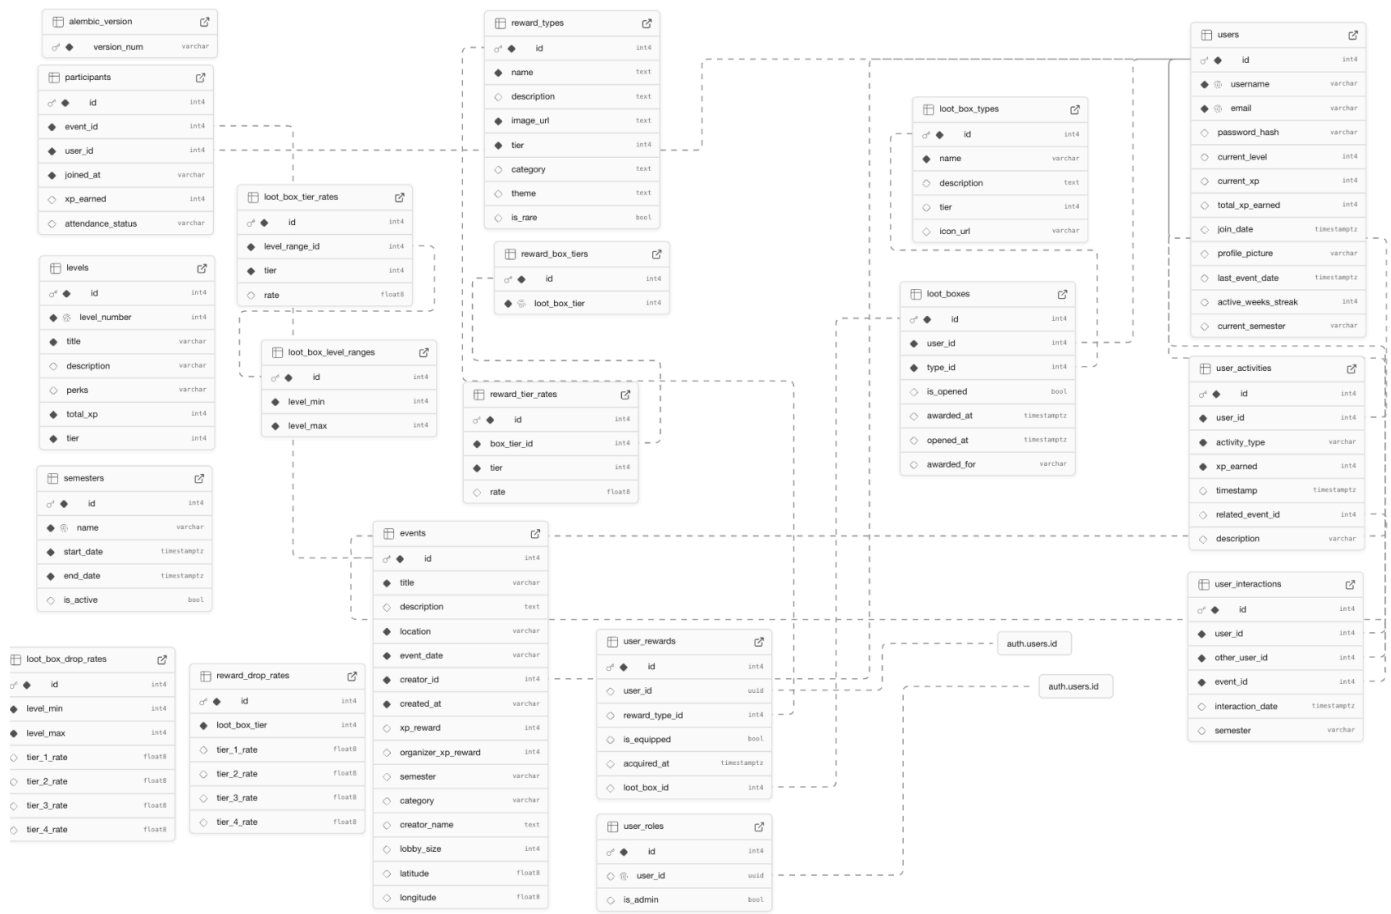 alembic_version
version_num varchar
participants
id int4
event_id int4
user_id int4
joined_at varchar
xp_earned int4
attendance_status varchar
levels
id int4
level_number int4
title varchar
description varchar
perks varchar
total_xp int4
tier int4
semesters
id int4
name varchar
start_date timestamptz
end_date timestamptz
is_active bool
loot_box_drop_rates
id int4
level_min int4
level_max int4
tier_1_rate float8
tier_2_rate float8
tier_3_rate float8
tier_4_rate float8
reward_drop_rates
id int4
loot_box_tier int4
tier_1_rate float8
tier_2_rate float8
tier_3_rate float8
tier_4_rate float8
loot_box_tier_rates
id int4
level_range_id int4
tier int4
rate float8
loot_box_level_ranges
id int4
level_min int4
level_max int4
reward_types
id int4
name text
description text
image_url text
tier int4
category text
theme text
is_rare bool
reward_box_tiers
id int4
loot_box_tier int4
reward_tier_rates
id int4
box_tier_id int4
tier int4
rate float8
events
id int4
title varchar
description text
location varchar
event_date varchar
creator_id int4
created_at varchar
xp_reward int4
organizer_xp_reward int4
semester varchar
category varchar
creator_name text
lobby_size int4
latitude float8
longitude float8
user_rewards
id int4
user_id uuid
reward_type_id int4
is_equipped bool
acquired_at timestamptz
loot_box_id int4
user_roles
id int4
user_id uuid
is_admin bool
loot_box_types
id int4
name varchar
description text
tier int4
icon_url varchar
loot_boxes
id int4
user_id int4
type_id int4
is_opened bool
awarded_at timestamptz
opened_at timestamptz
awarded_for varchar
auth.users.id
auth.users.id
users
id int4
username varchar
email varchar
password_hash varchar
current_level int4
current_xp int4
total_xp_earned int4
join_date timestamptz
profile_picture varchar
last_event_date timestamptz
active_weeks_streak int4
current_semester varchar
user_activities
id int4
user_id int4
activity_type varchar
xp_earned int4
timestamp timestamptz
related_event_id int4
description varchar
user_interactions
id int4
user_id int4
other_user_id int4
event_id int4
interaction_date timestamptz
semester varchar